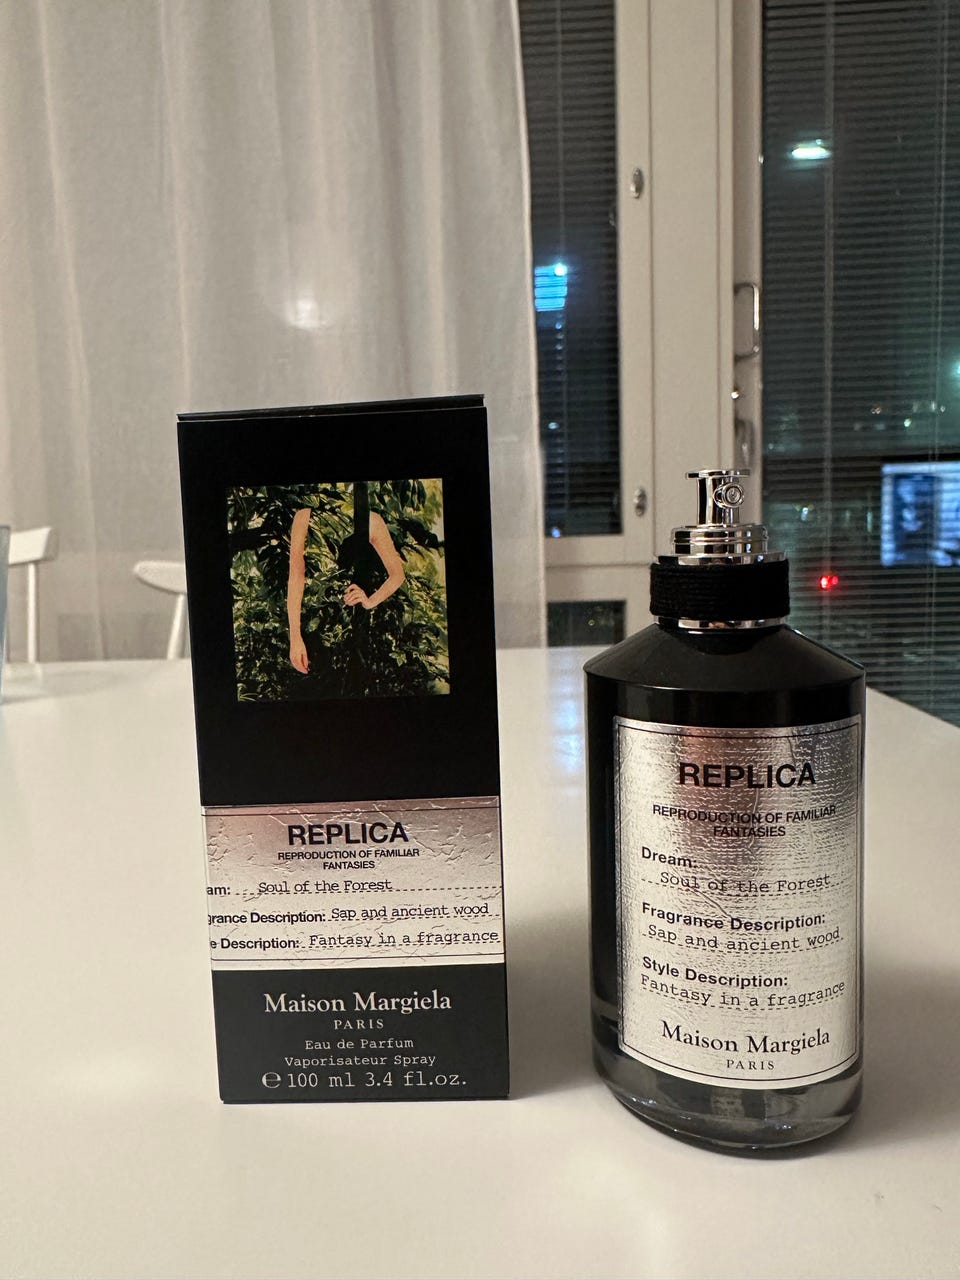 REPLICA
REPRODUCTION OF FAMILIAR
FANTASIES
am: Soul of the Forest
grance Description: Sap and ancient wood
e Description: Fantasy in a fragrance
Maison Margiela
PARIS
Eau de Parfum
Vaporisateur Spray
℮ 100 ml 3.4 fl.oz.
REPLICA
REPRODUCTION OF FAMILIAR
FANTASIES
Dream:
Soul of the Forest
Fragrance Description:
Sap and ancient wood
Style Description:
Fantasy in a fragrance
Maison Margiela
PARIS